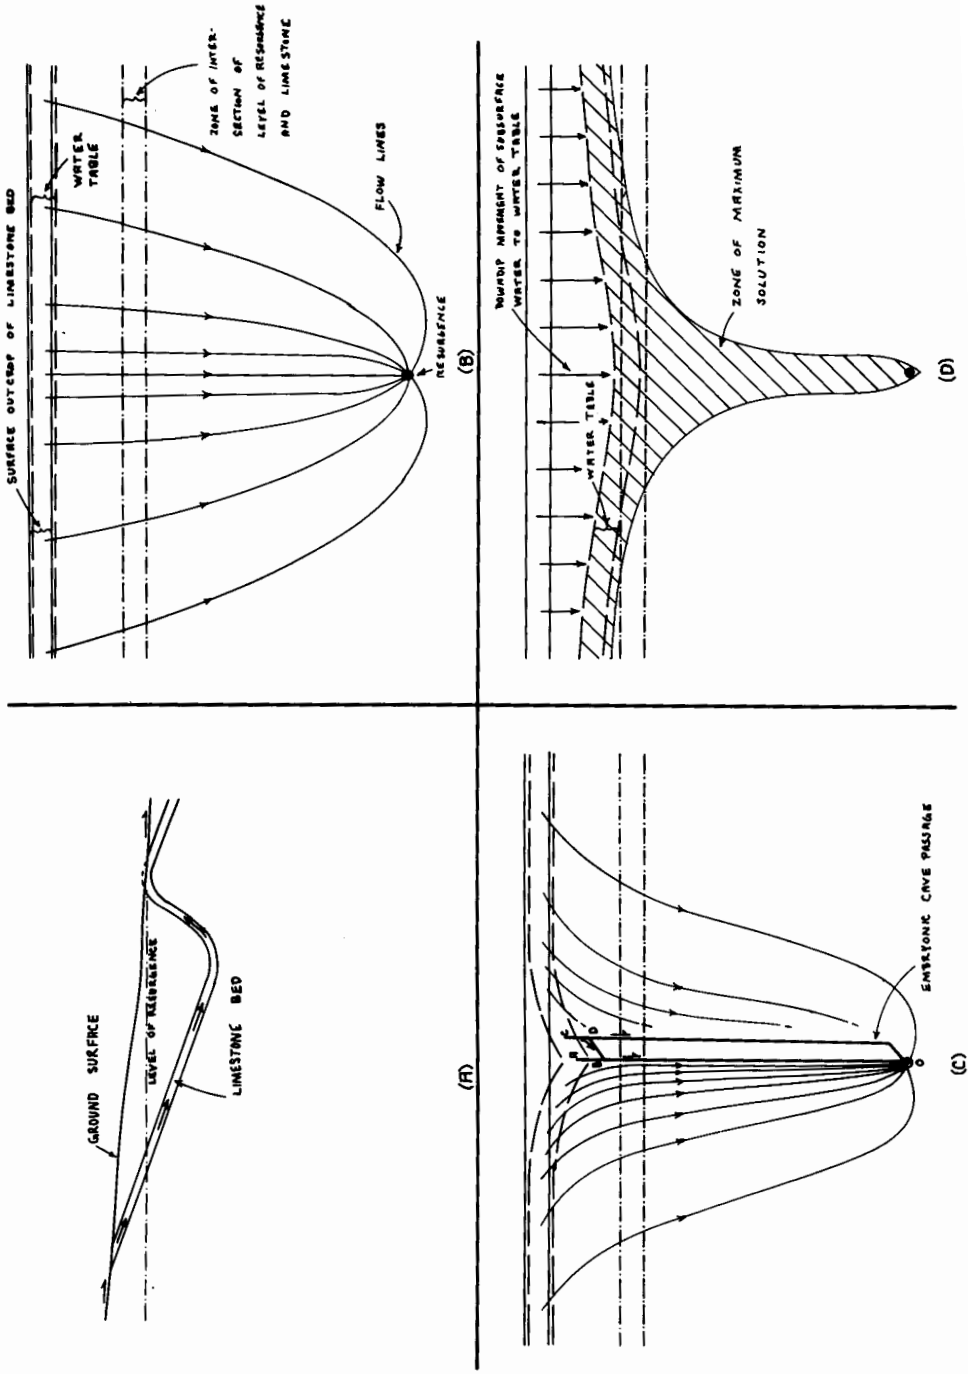 GROUND SURFACE
LEVEL OF RESURGENCE
LIMESTONE BED
(A)
SURFACE OUTCROP OF LIMESTONE BED
WATER
TABLE
ZONE OF INTER-
SECTION OF
LEVEL OF RESURGENCE
AND LIMESTONE
FLOW LINES
RESURGENCE
(B)
A
B
C
D
O
EMBRYONIC CAVE PASSAGE
(C)
DOWNDIP MOVEMENT OF SUBSURFACE
WATER TO WATER TABLE
WATER TABLE
ZONE OF MAXIMUM
SOLUTION
(D)